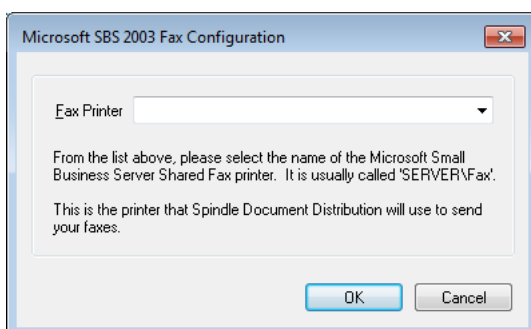 Microsoft SBS 2003 Fax Configuration
Fax Printer
From the list above, please select the name of the Microsoft Small
Business Server Shared Fax printer. It is usually called 'SERVER\Fax'.
This is the printer that Spindle Document Distribution will use to send
your faxes.
OK Cancel